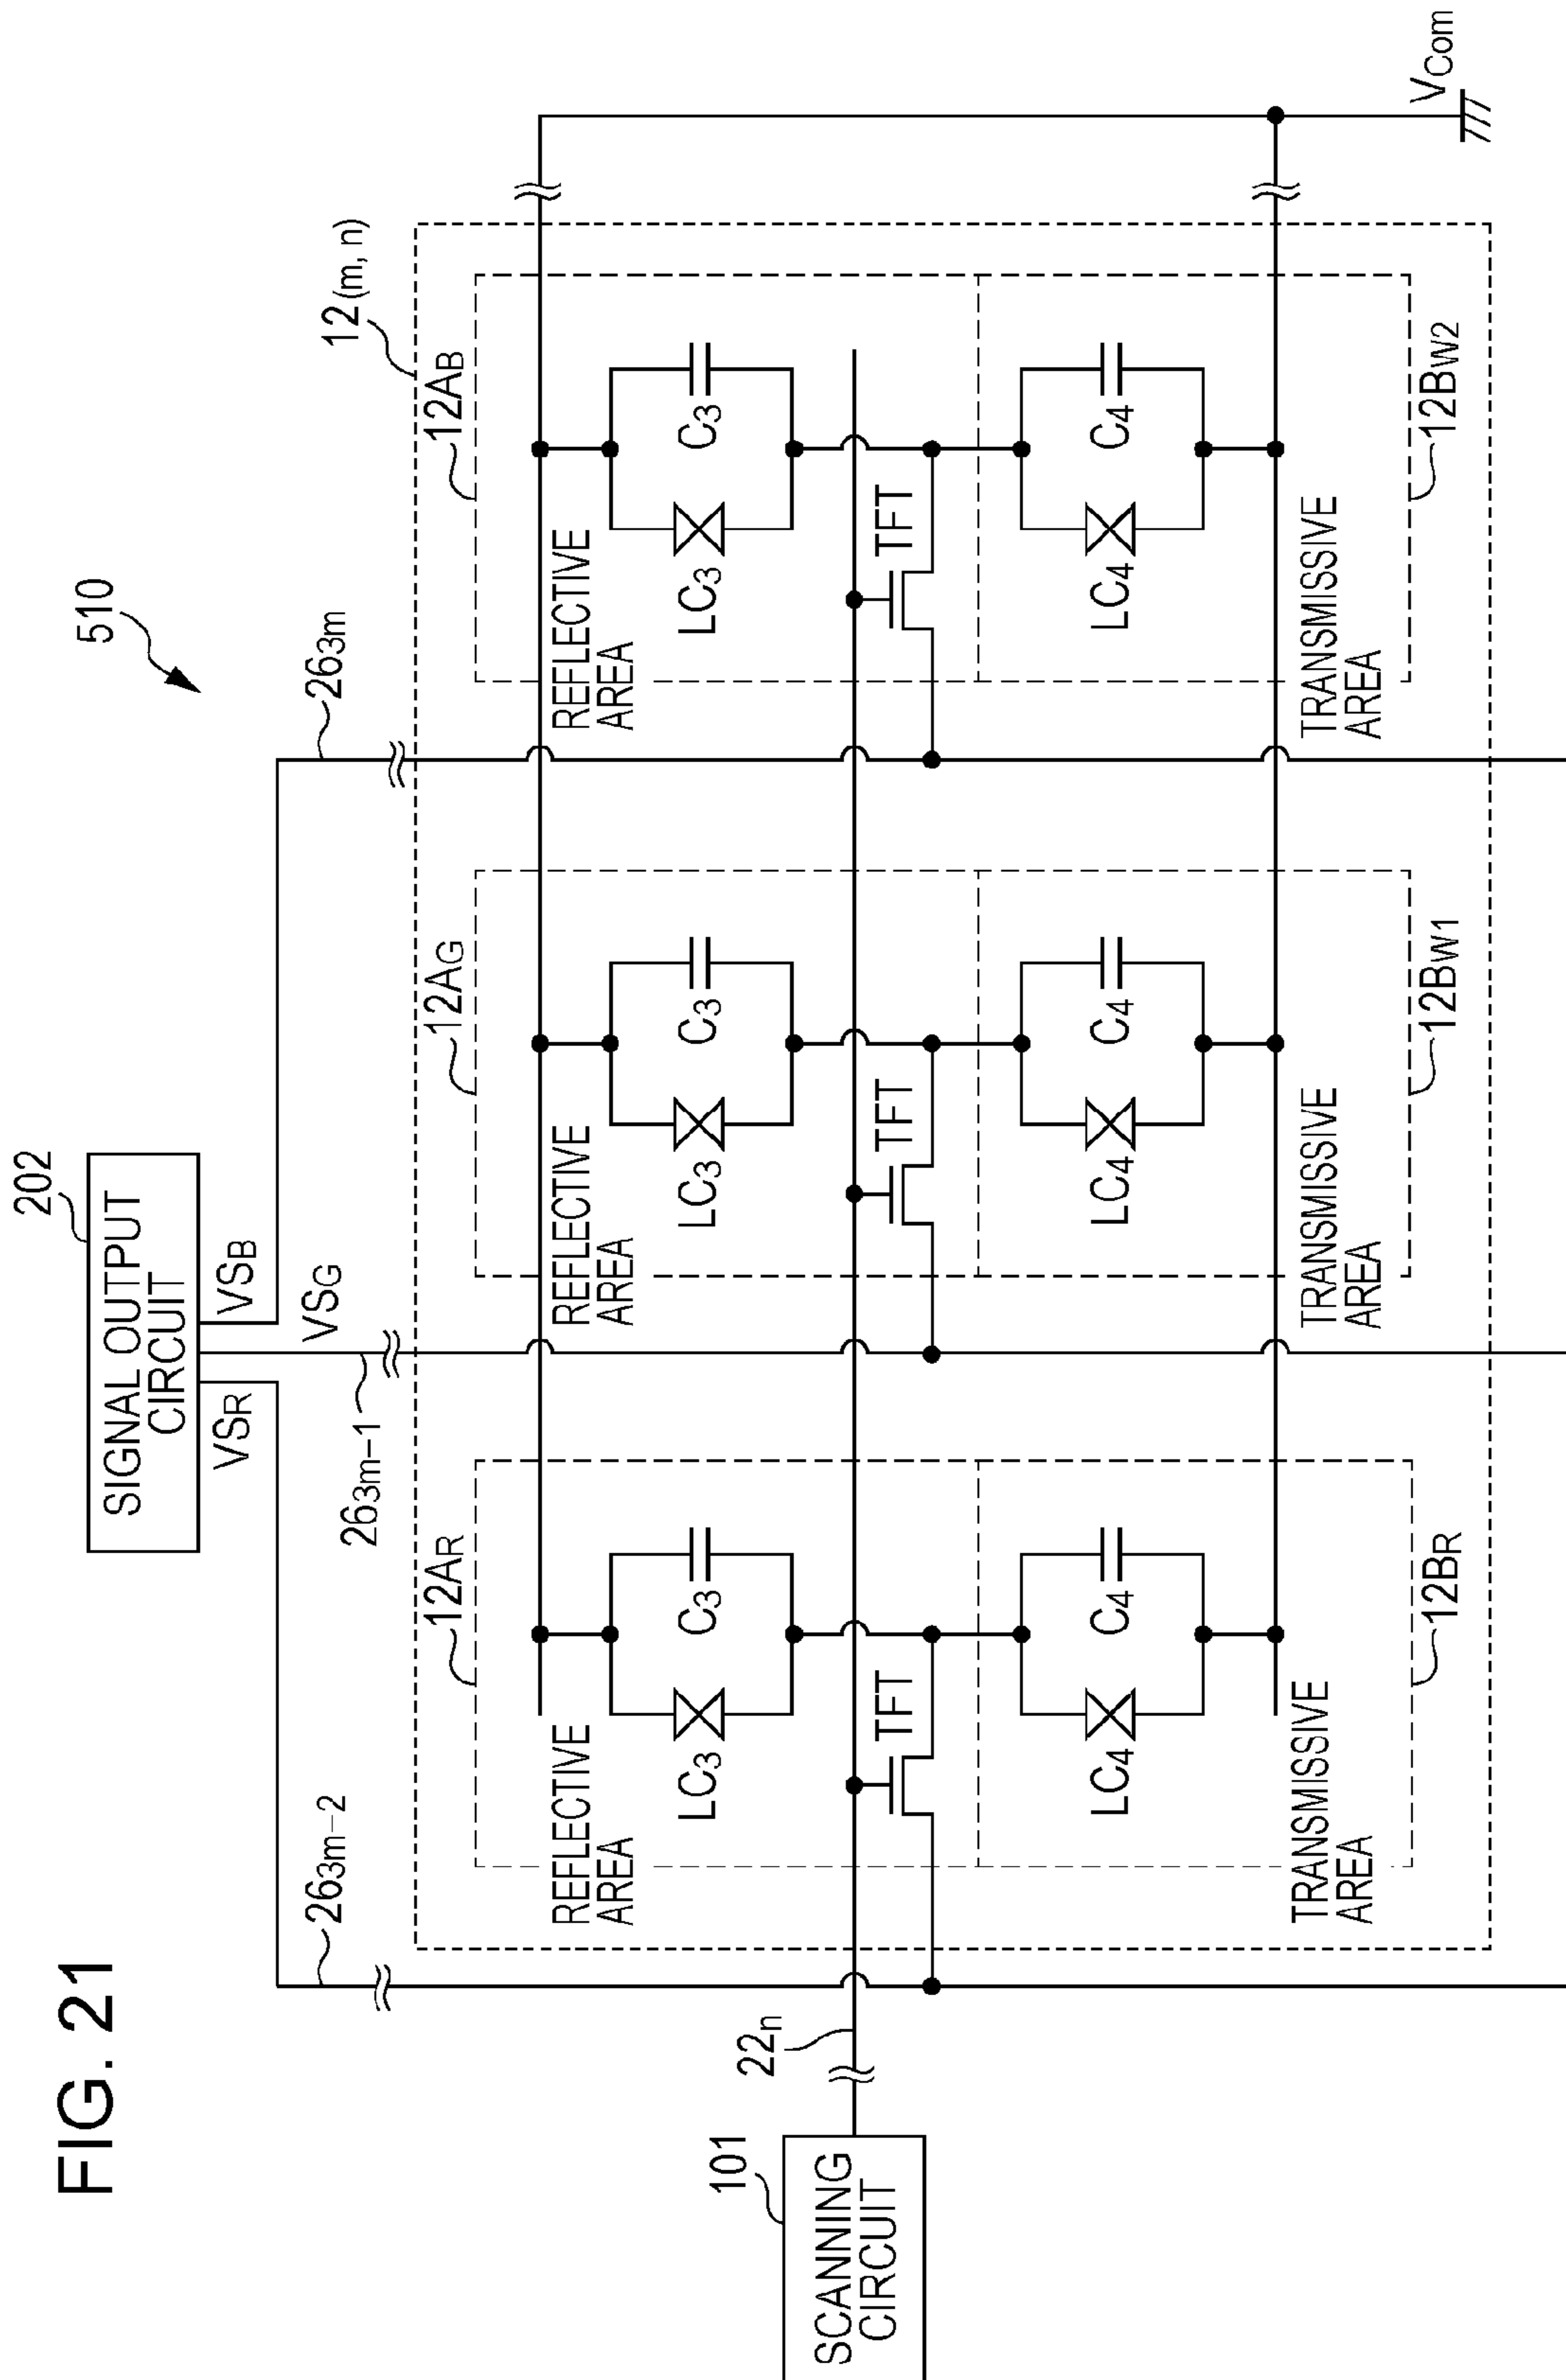 FIG. 21
510
202
SIGNAL OUTPUT
CIRCUIT
VSR
VSG
VSB
263m-2
263m-1
263m
12(m, n)
12AR
12AG
12AB
REFLECTIVE
AREA
REFLECTIVE
AREA
REFLECTIVE
AREA
LC3
C3
LC3
C3
LC3
C3
101
SCANNING
CIRCUIT
22n
TFT
TFT
TFT
LC4
C4
LC4
C4
LC4
C4
TRANSMISSIVE
AREA
TRANSMISSIVE
AREA
TRANSMISSIVE
AREA
12BR
12BW1
12BW2
VCom